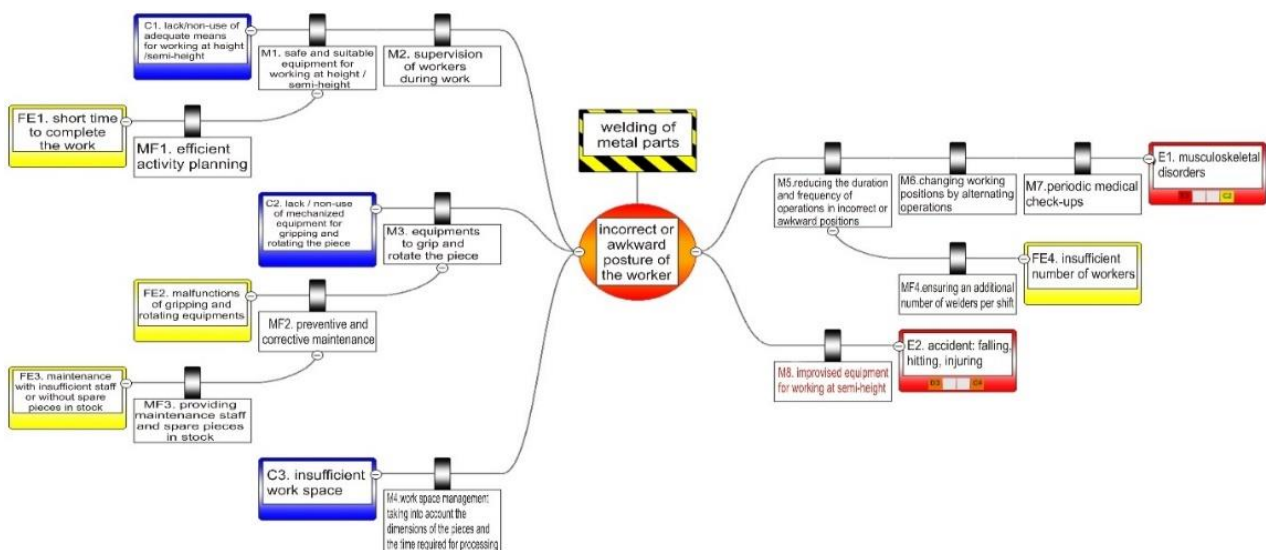 C1. lack/non-use of
adequate means
for working at height
/semi-height
M1. safe and suitable
equipment for
working at height /
semi-height
M2. supervision
of workers
during work
FE1. short time
to complete
the work
MF1. efficient
activity planning
C2. lack / non-use
of mechanized
equipment for
gripping and
rotating the piece
M3. equipments
to grip and
rotate the piece
FE2. malfunctions
of gripping and
rotating equipments
MF2. preventive and
corrective maintenance
FE3. maintenance
with insufficient staff
or without spare
pieces in stock
MF3. providing
maintenance staff
and spare pieces
in stock
C3. insufficient
work space
M4.work space management
taking into account the
dimensions of the pieces and
the time required for processing
welding of
metal parts
incorrect or
awkward
posture of
the worker
M5.reducing the duration
and frequency of
operations in incorrect or
awkward positions
M6.changing working
positions by alternating
operations
M7.periodic medical
check-ups
E1. musculoskeletal
disorders
C2
MF4.ensuring an additional
number of welders per shift
FE4. insufficient
number of workers
M8. improvised equipment
for working at semi-height
E2. accident: falling,
hitting, injuring
D3
C4